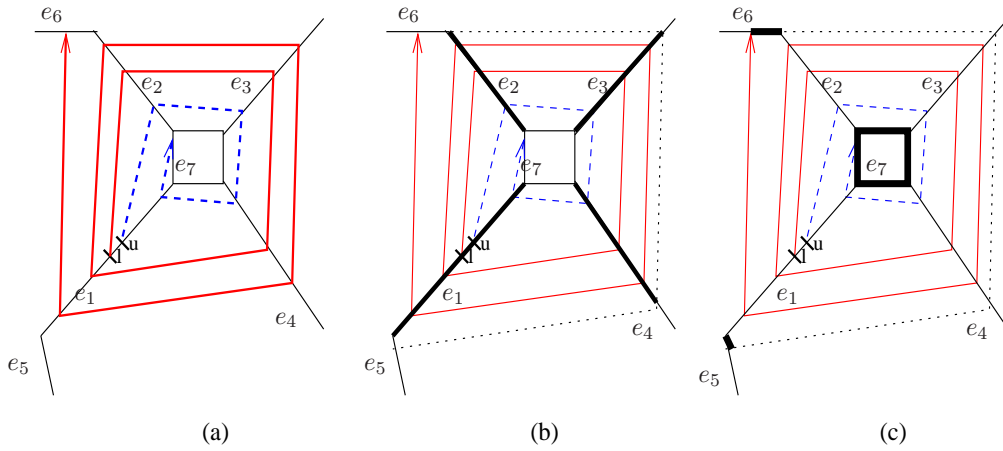 e₆ e₂ e₃ e₇ u l e₁ e₄ e₅
(a)
e₆ e₂ e₃ e₇ u l e₁ e₄ e₅
(b)
e₆ e₂ e₃ e₇ u l e₁ e₄ e₅
(c)